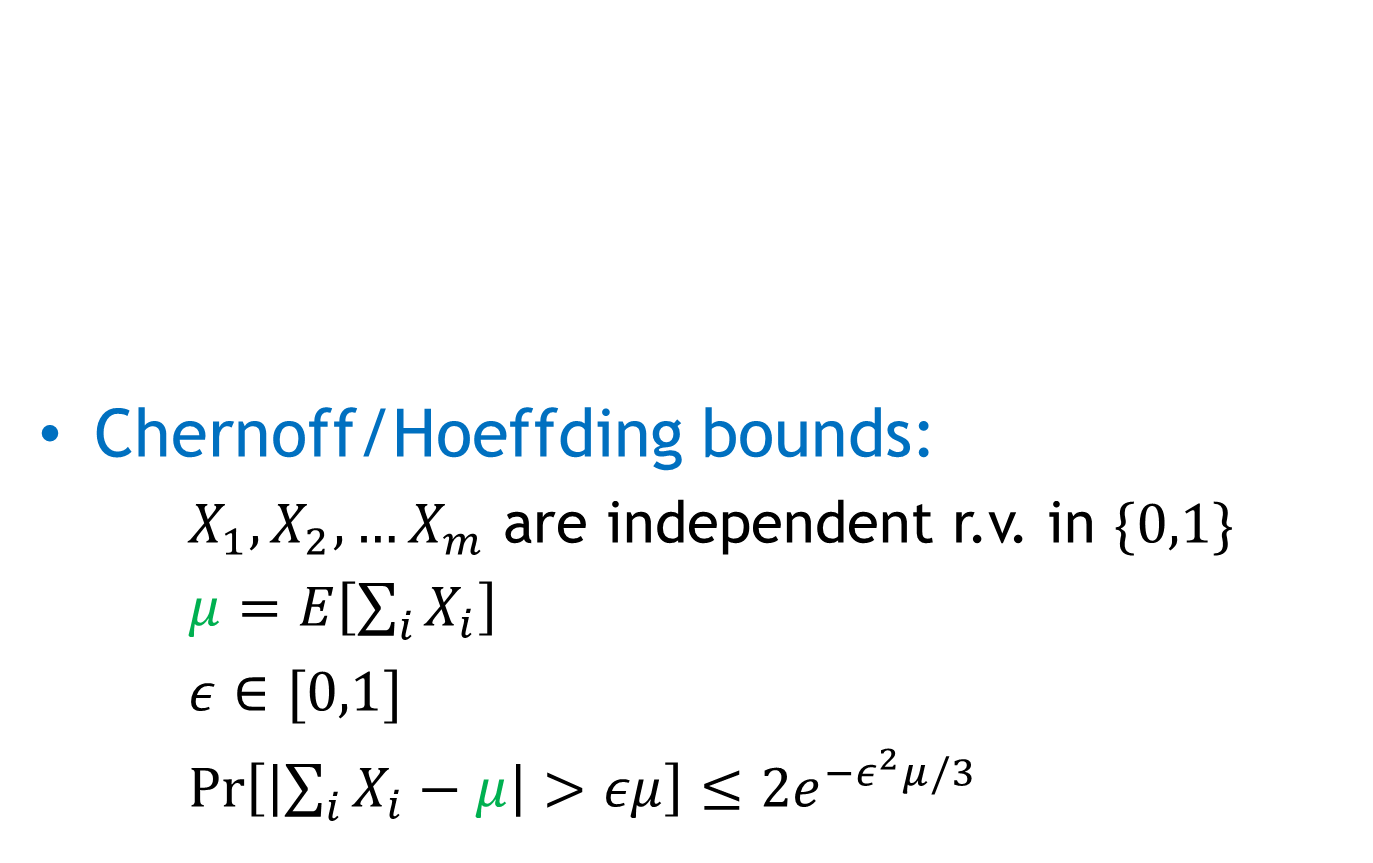 • Chernoff/Hoeffding bounds:
X₁, X₂, … Xₘ are independent r.v. in {0,1}
μ = E[∑ᵢ Xᵢ]
ϵ ∈ [0,1]
Pr[|∑ᵢ Xᵢ − μ| > ϵμ] ≤ 2e^{−ϵ²μ/3}